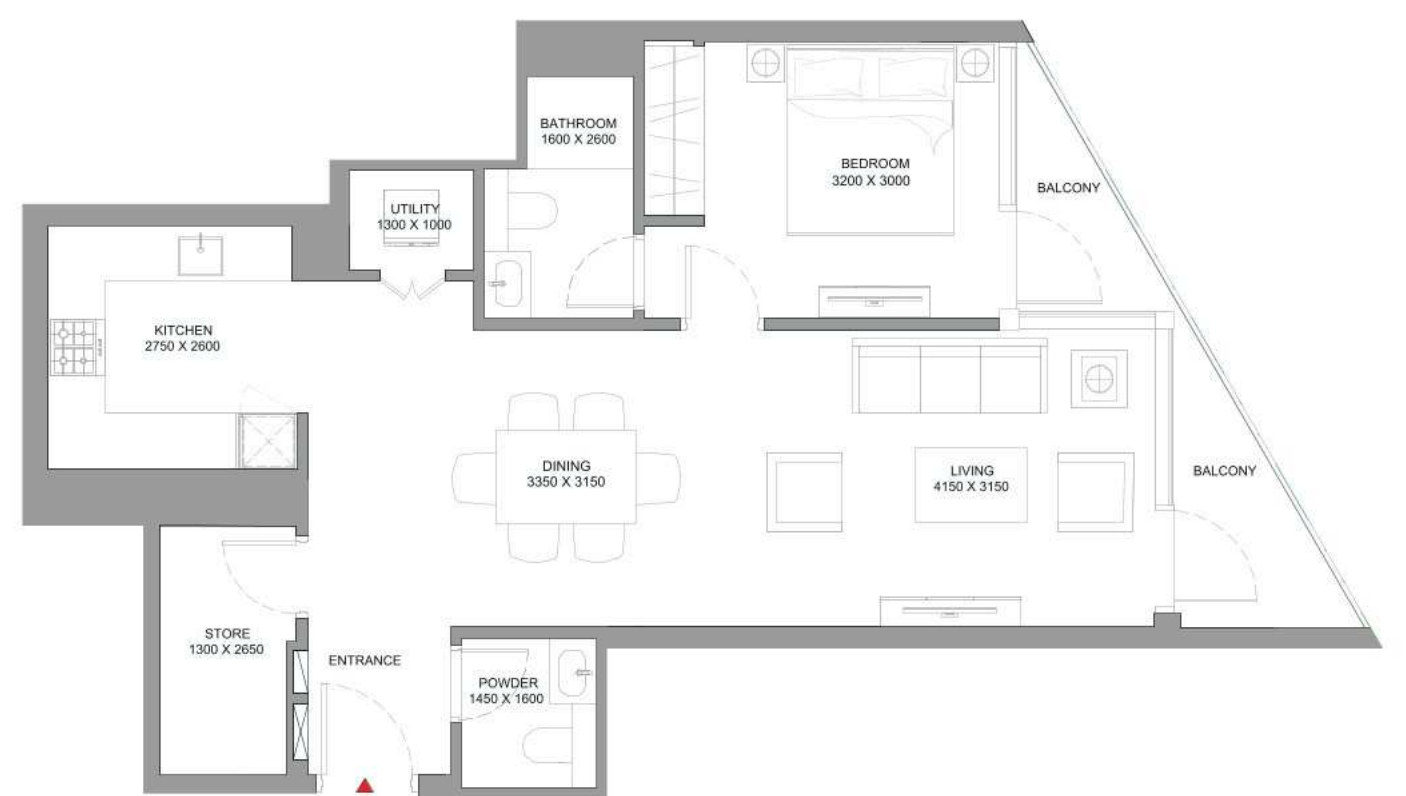 BATHROOM
1600 X 2600
BEDROOM
3200 X 3000
BALCONY
UTILITY
1300 X 1000
KITCHEN
2750 X 2600
DINING
3350 X 3150
LIVING
4150 X 3150
BALCONY
STORE
1300 X 2650
ENTRANCE
POWDER
1450 X 1600